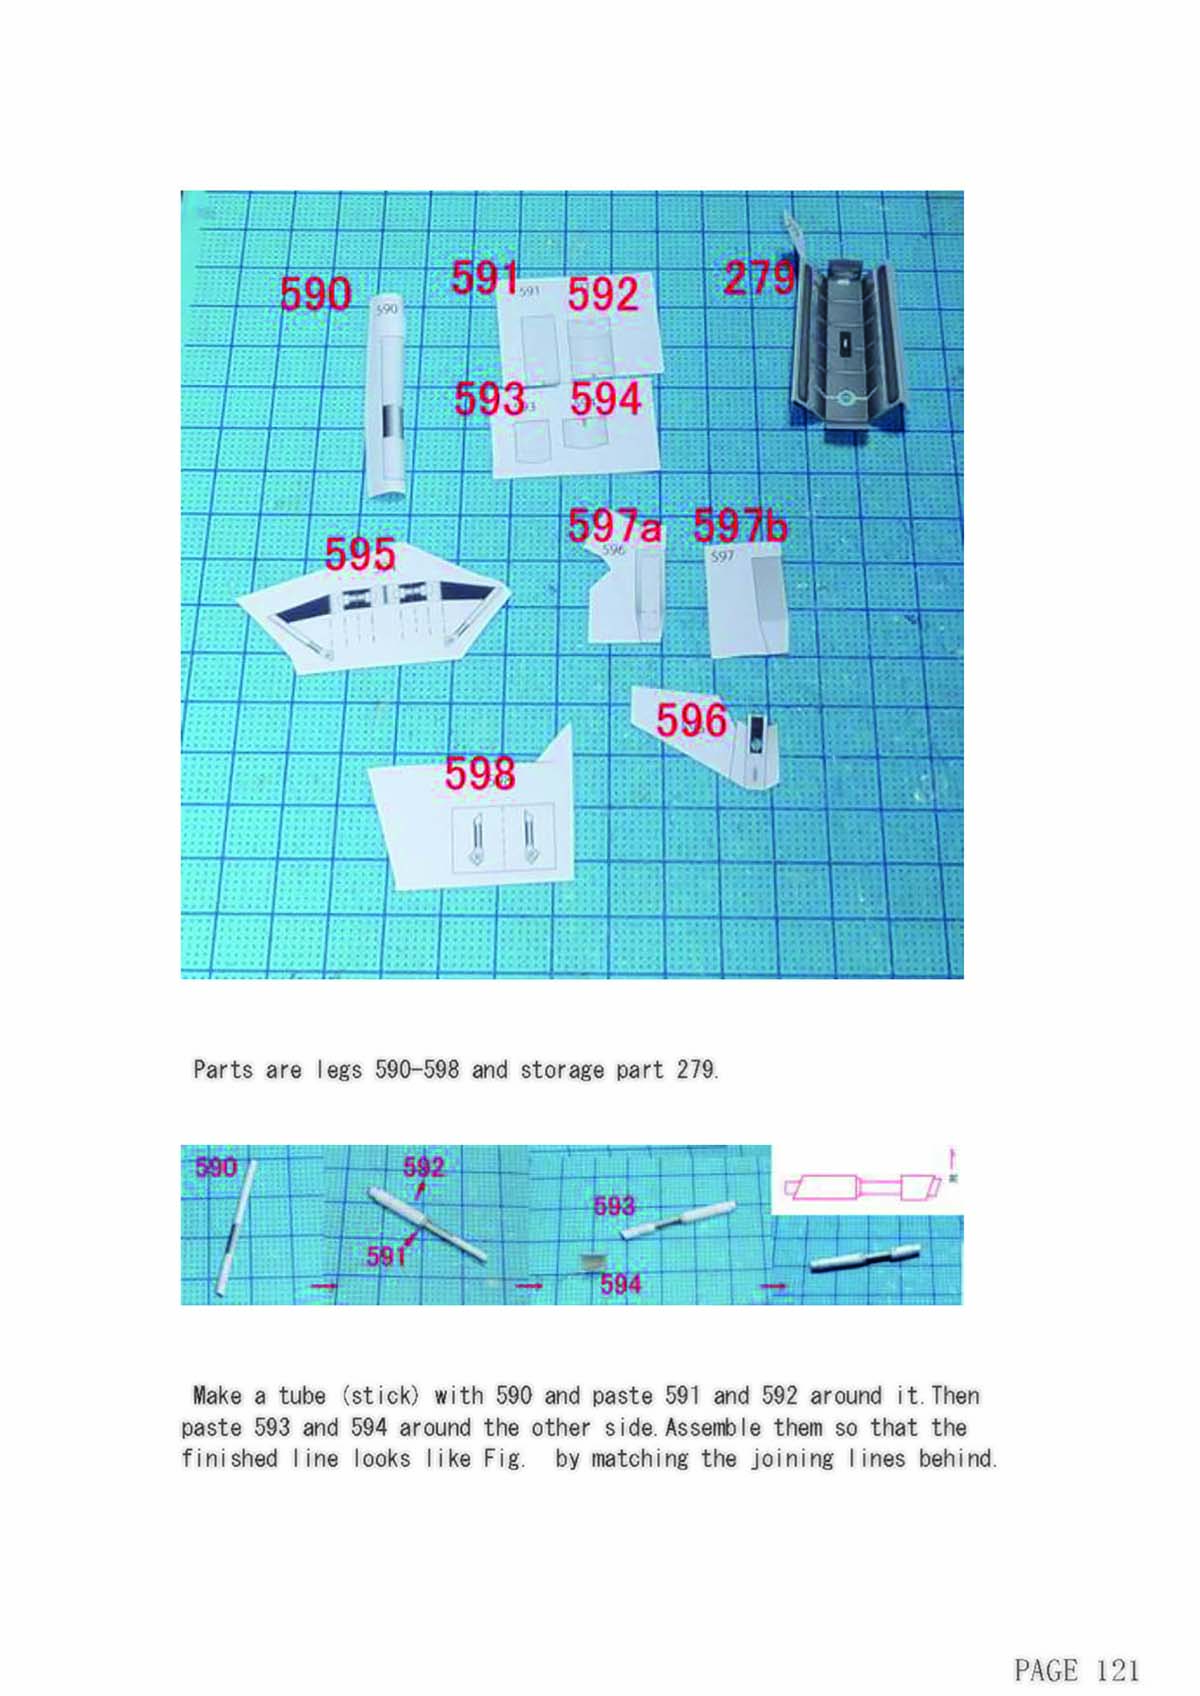 590
591
592
279
590
591
593
594
595
597a
597b
596
597
596
598
Parts are legs 590-598 and storage part 279.
590
592
591
593
594
Make a tube (stick) with 590 and paste 591 and 592 around it.Then
paste 593 and 594 around the other side.Assemble them so that the
finished line looks like Fig.  by matching the joining lines behind.
PAGE 121